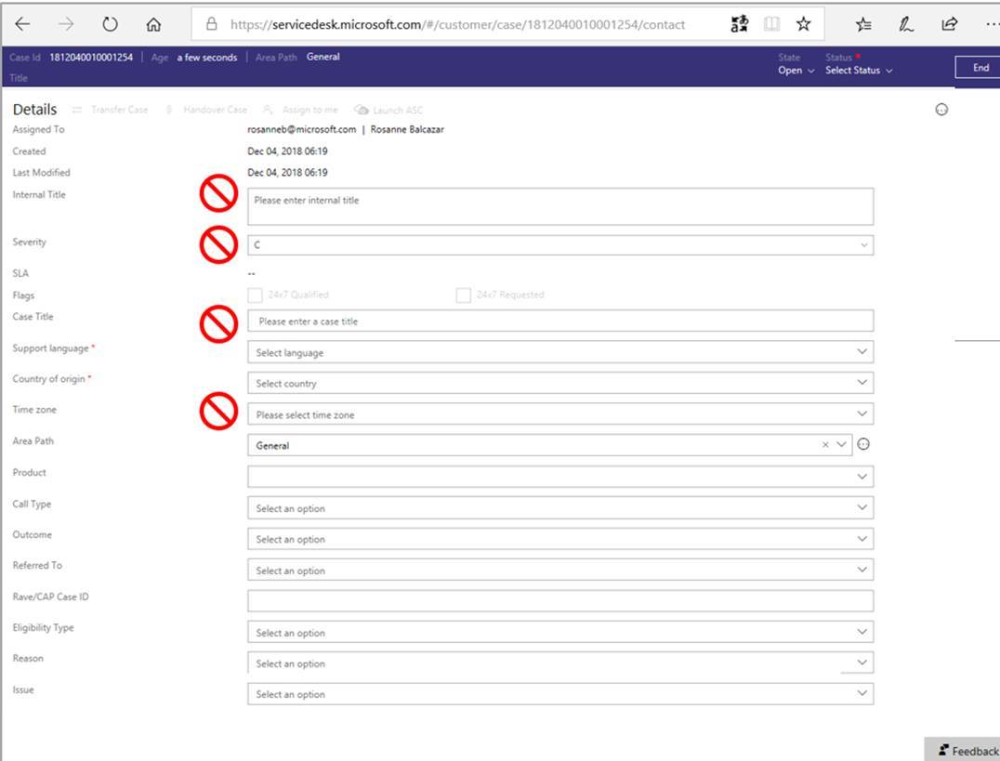 https://servicedesk.microsoft.com/#/customer/case/1812040010001254/contact
Case Id 1812040010001254 | Age a few seconds | Area Path General
State Status *
Open Select Status
End
Title
Details Transfer Case Handover Case Assign to me Launch ASC
Assigned To rosanneb@microsoft.com | Rosanne Balcazar
Created Dec 04, 2018 06:19
Last Modified Dec 04, 2018 06:19
Internal Title Please enter internal title
Severity C
SLA --
Flags 24x7 Qualified 24x7 Requested
Case Title Please enter a case title
Support language * Select language
Country of origin * Select country
Time zone Please select time zone
Area Path General
Product
Call Type Select an option
Outcome Select an option
Referred To Select an option
Rave/CAP Case ID
Eligibility Type Select an option
Reason Select an option
Issue Select an option
Feedback